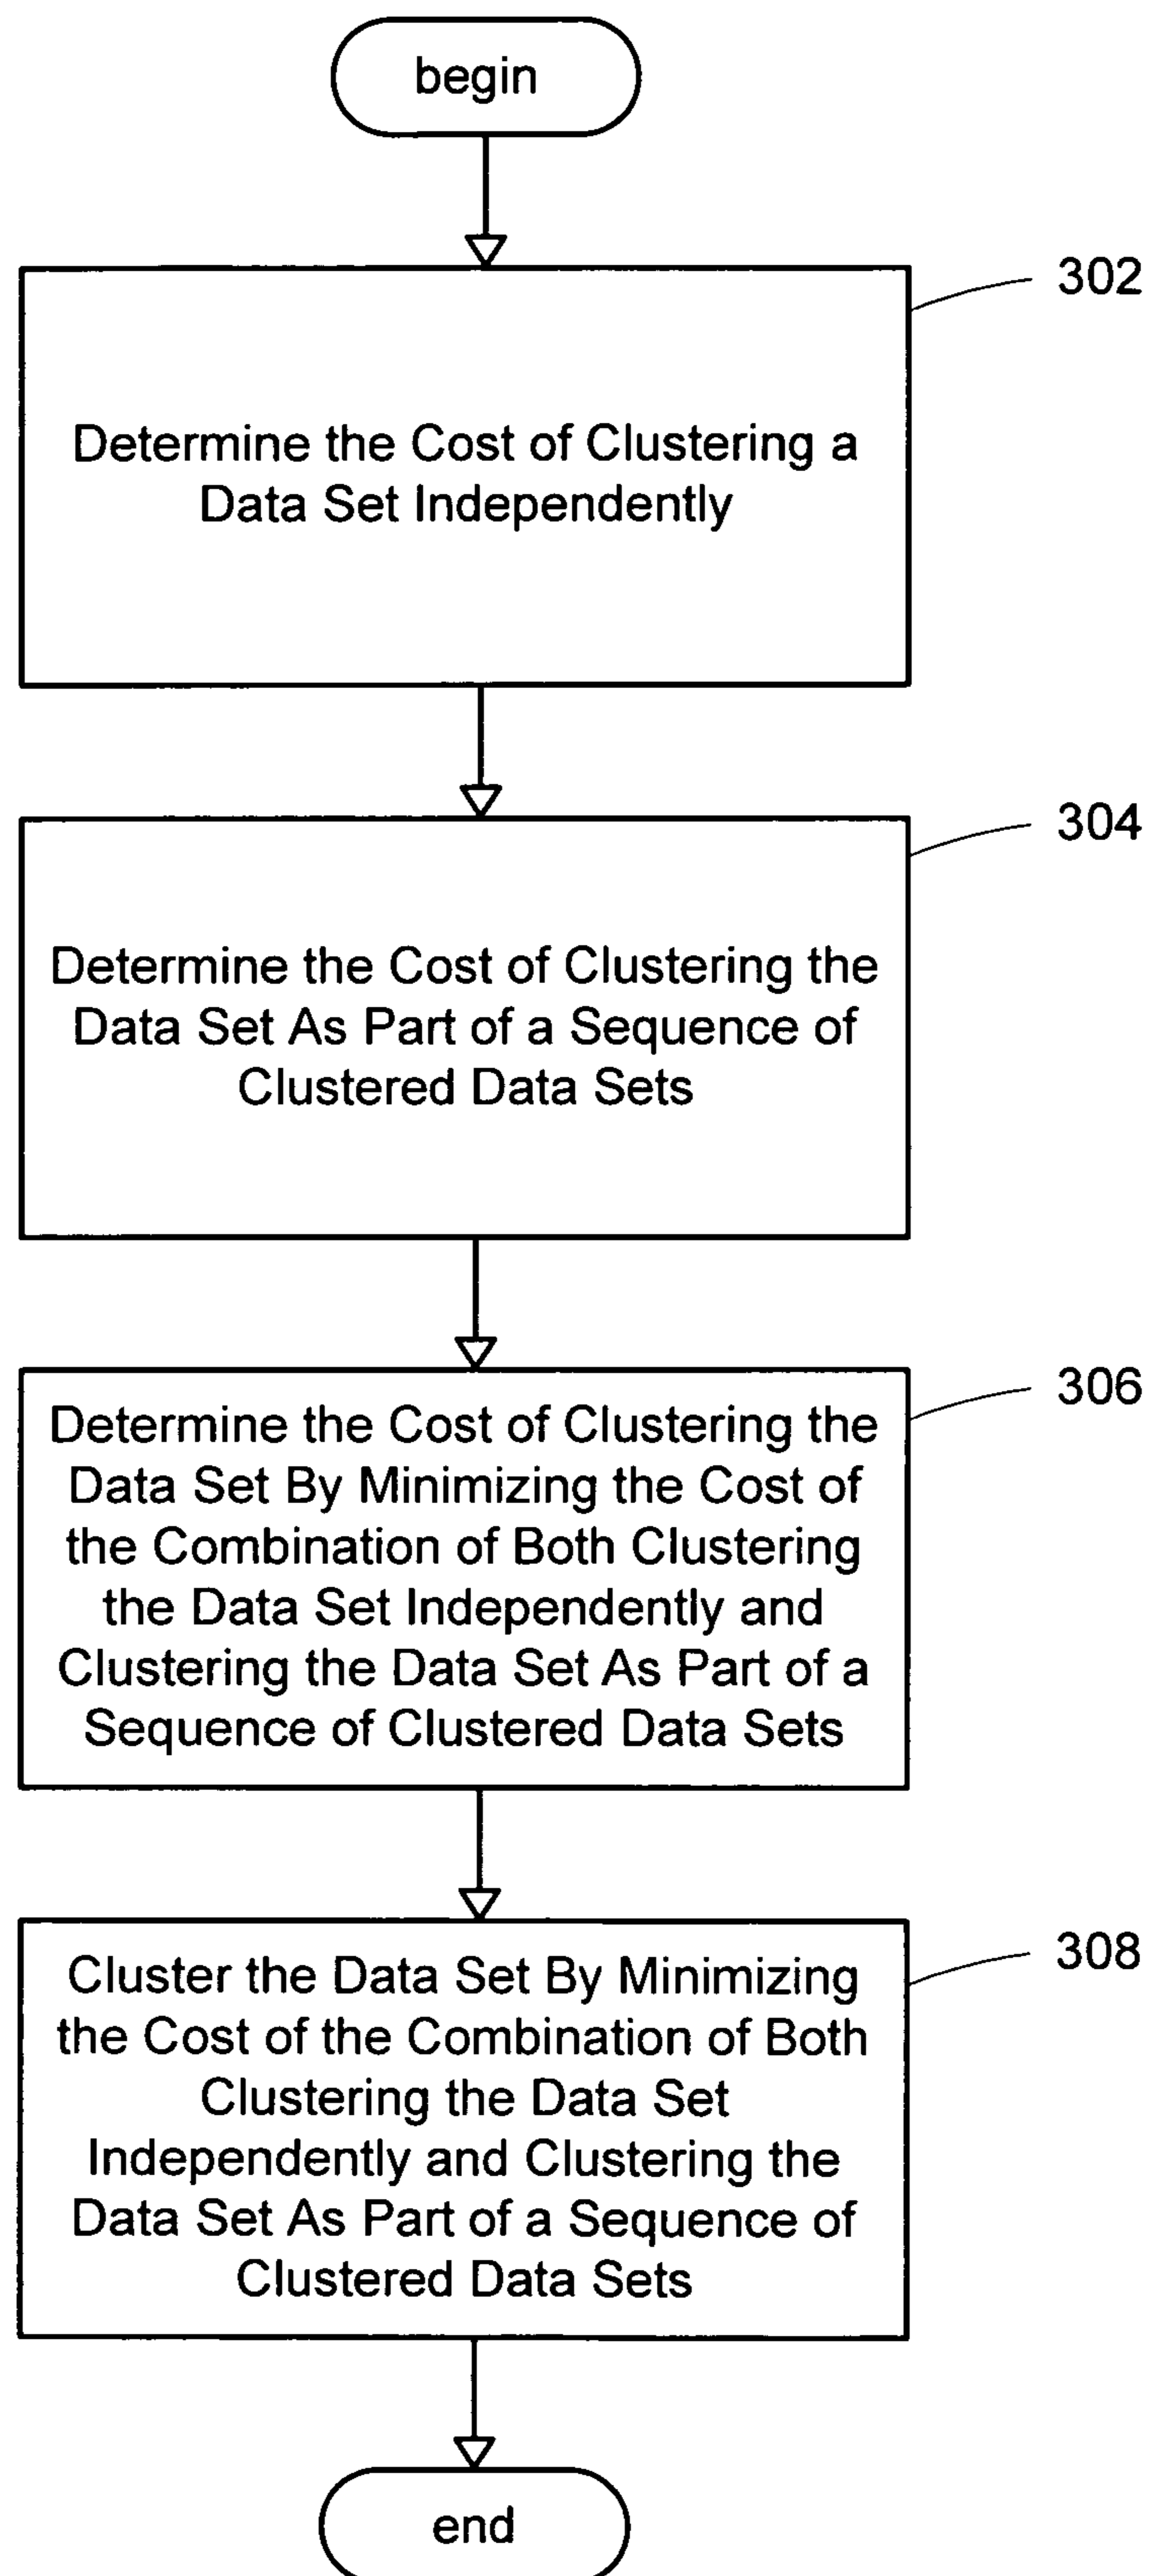 begin
302
Determine the Cost of Clustering a
Data Set Independently
304
Determine the Cost of Clustering the
Data Set As Part of a Sequence of
Clustered Data Sets
306
Determine the Cost of Clustering the
Data Set By Minimizing the Cost of
the Combination of Both Clustering
the Data Set Independently and
Clustering the Data Set As Part of a
Sequence of Clustered Data Sets
308
Cluster the Data Set By Minimizing
the Cost of the Combination of Both
Clustering the Data Set
Independently and Clustering the
Data Set As Part of a Sequence of
Clustered Data Sets
end